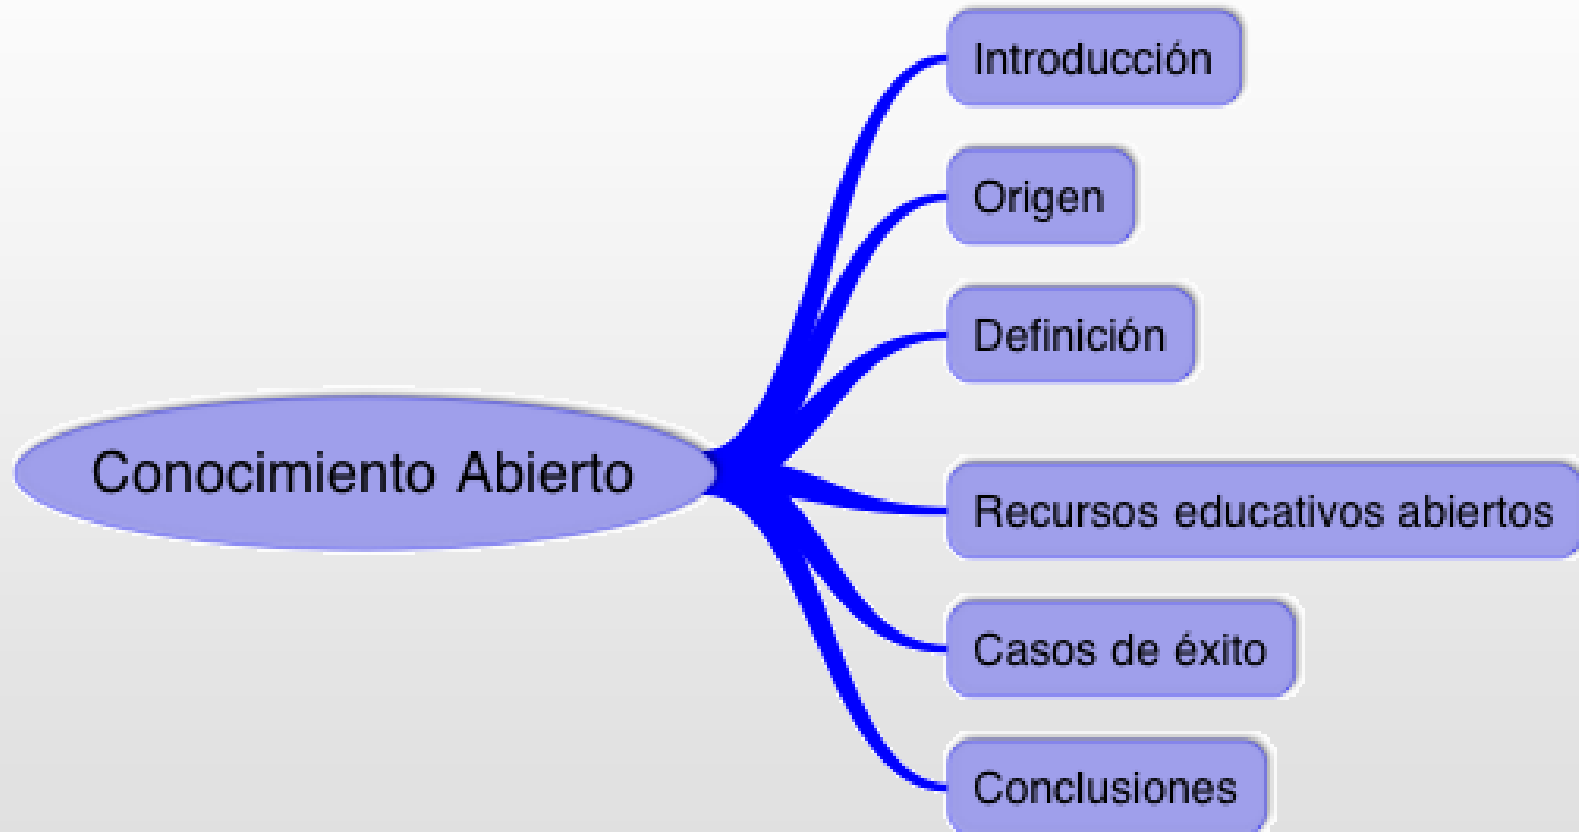 Conocimiento Abierto
Introducción
Origen
Definición
Recursos educativos abiertos
Casos de éxito
Conclusiones